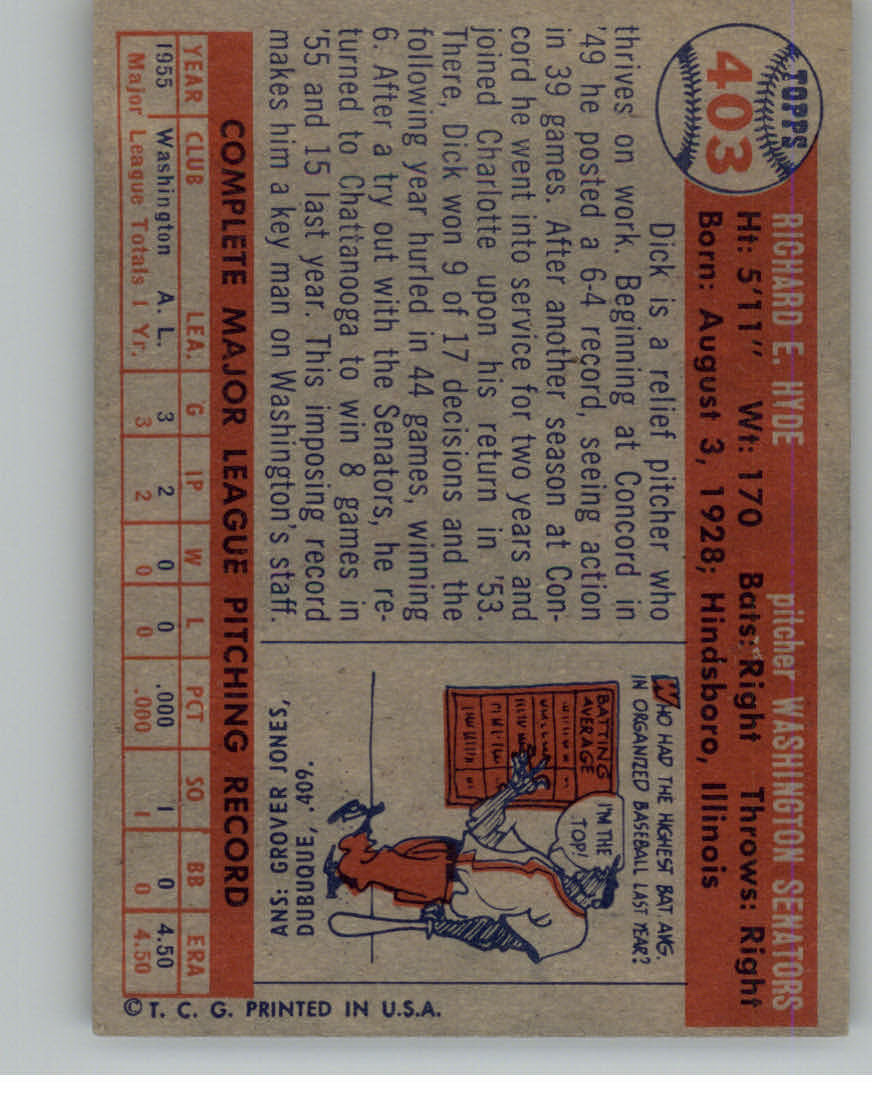 TOPPS
403
RICHARD E. HYDE pitcher WASHINGTON SENATORS
Ht: 5'11" Wt: 170 Bats: Right Throws: Right
Born: August 3, 1928; Hindsboro, Illinois
Dick is a relief pitcher who
thrives on work. Beginning at Concord in
'49 he posted a 6-4 record, seeing action
in 39 games. After another season at Con-
cord he went into service for two years and
joined Charlotte upon his return in '53.
There, Dick won 9 of 17 decisions and the
following year hurled in 44 games, winning
6. After a try out with the Senators, he re-
turned to Chattanooga to win 8 games in
'55 and 15 last year. This imposing record
makes him a key man on Washington's staff.
WHO HAD THE HIGHEST BAT. AVG.
IN ORGANIZED BASEBALL LAST YEAR?
BATTING
AVERAGE
I'M THE
TOP!
ANS: GROVER JONES,
DUBUQUE, .409.
COMPLETE MAJOR LEAGUE PITCHING RECORD
YEAR CLUB LEA. G IP W L PCT SO BB ERA
1955 Washington A. L. 3 2 0 0 .000 1 0 4.50
Major League Totals 1 Yr. 3 2 0 0 .000 1 0 4.50
© T. C. G. PRINTED IN U.S.A.